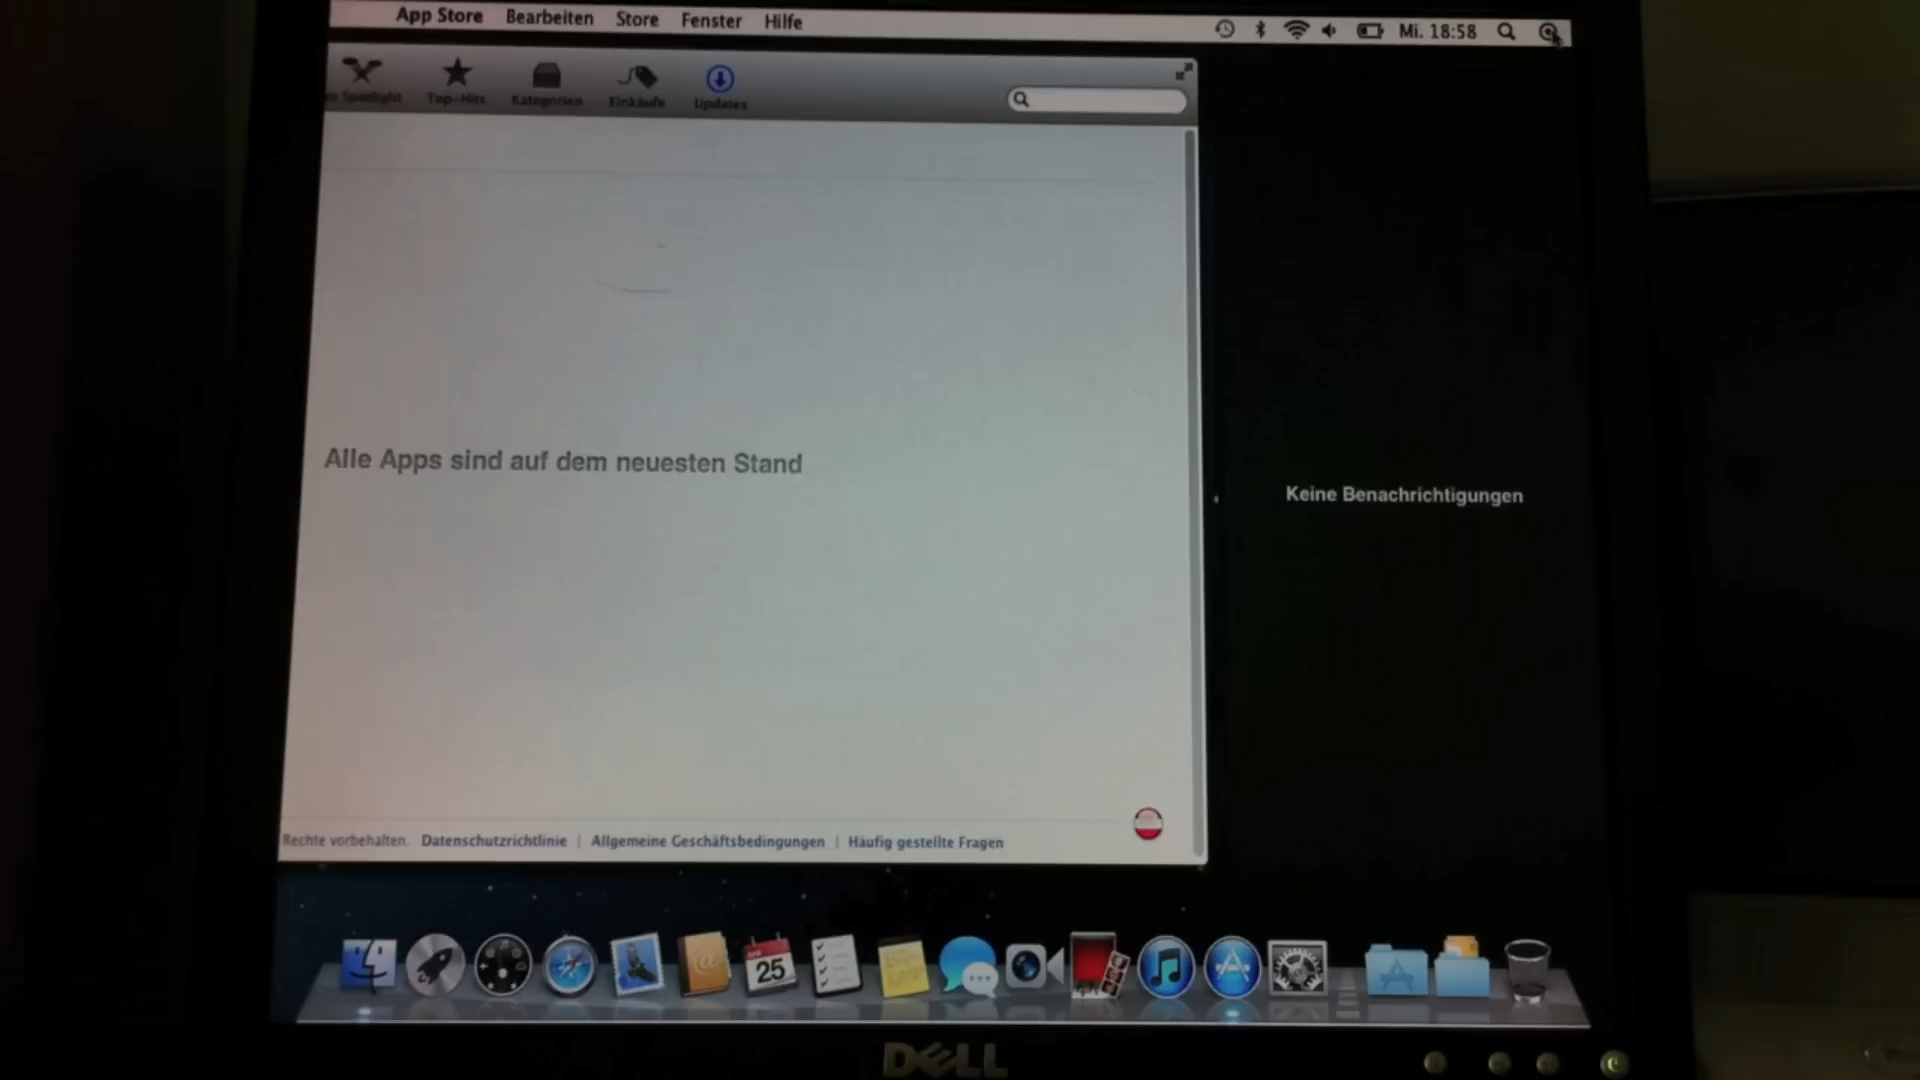 App Store Bearbeiten Store Fenster Hilfe
Mi. 18:58
Spotlight Top-Hits Kategorien Einkäufe Updates
Alle Apps sind auf dem neuesten Stand
Keine Benachrichtigungen
Rechte vorbehalten. Datenschutzrichtlinie | Allgemeine Geschäftsbedingungen | Häufig gestellte Fragen
25
DELL